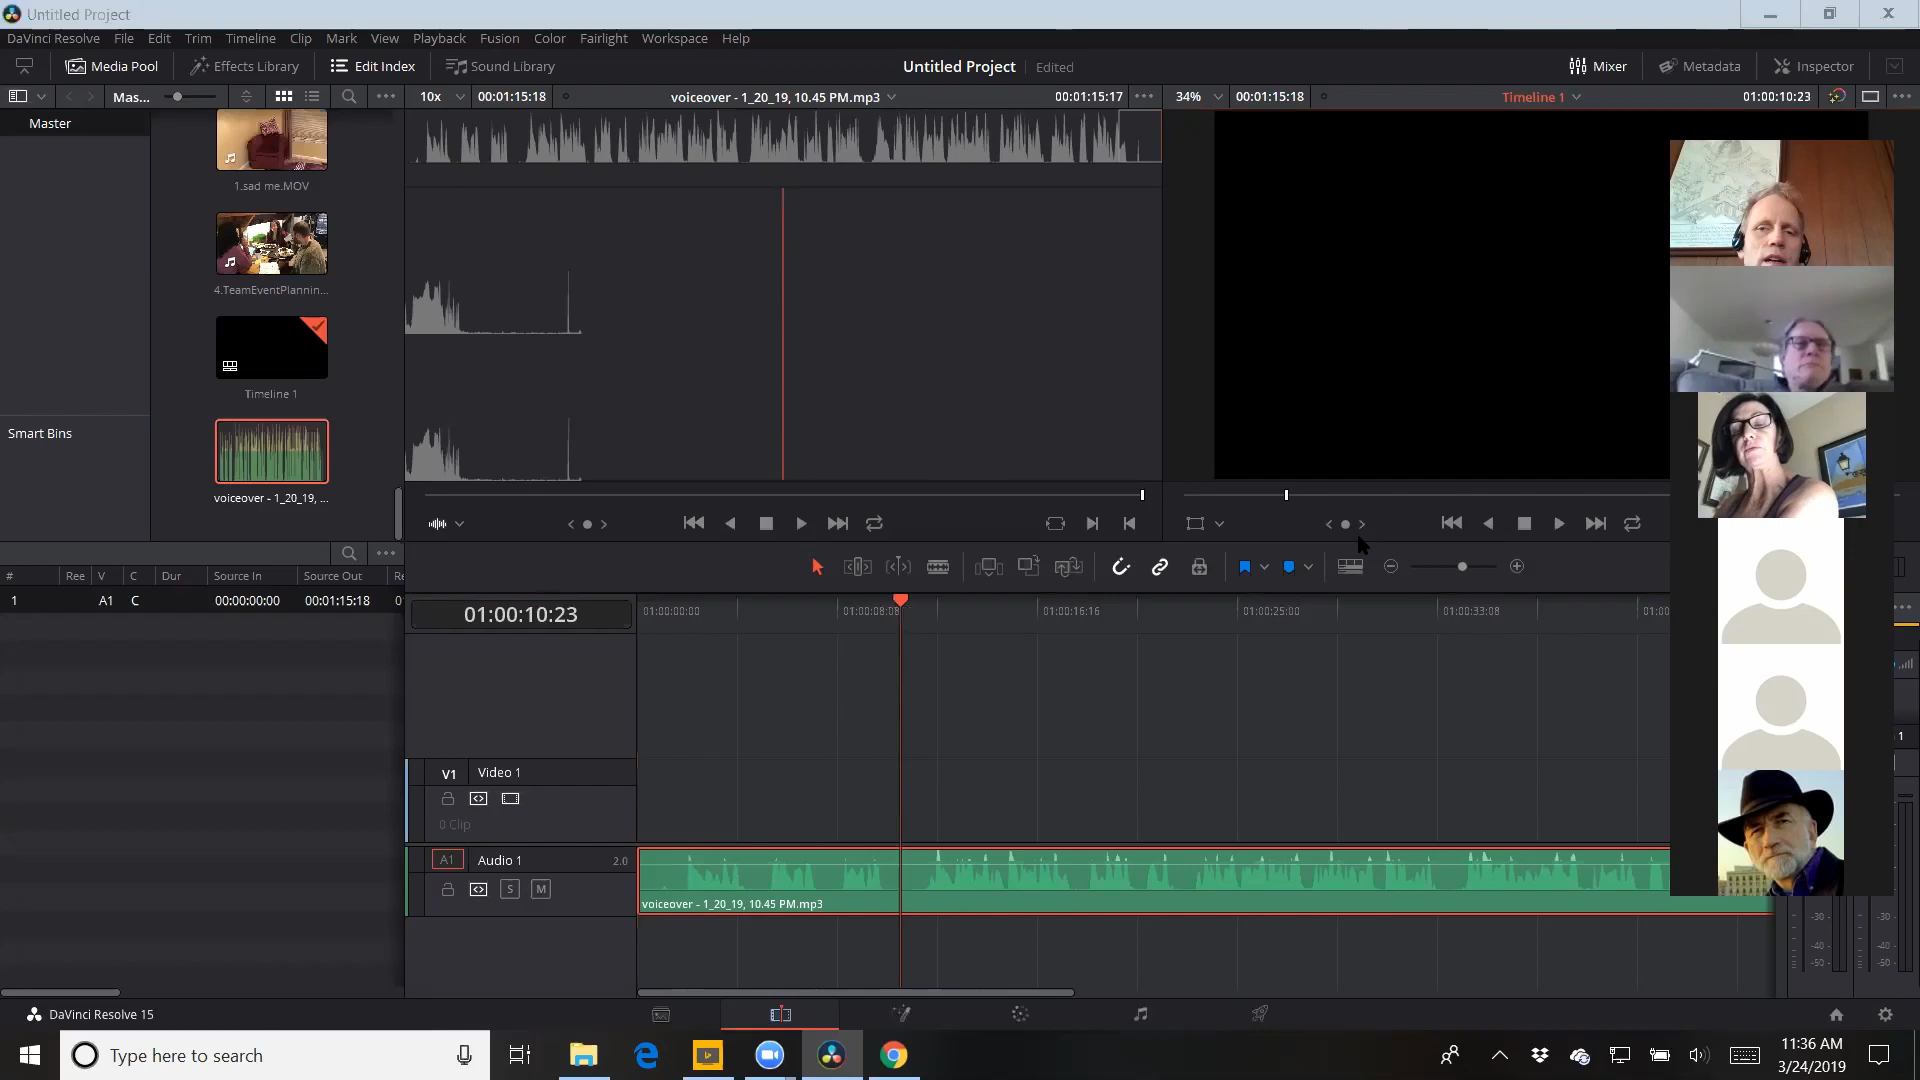 Untitled Project
DaVinci Resolve File Edit Trim Timeline Clip Mark View Playback Fusion Color Fairlight Workspace Help
Media Pool Effects Library Edit Index Sound Library Untitled Project Edited Mixer Metadata Inspector
Mas... 10x 00:01:15:18 voiceover - 1_20_19, 10.45 PM.mp3 00:01:15:17 34% 00:01:15:18 Timeline 1 01:00:10:23
Master
1.sad me.MOV
4.TeamEventPlannin...
Timeline 1
Smart Bins
voiceover - 1_20_19, ...
# Ree V C Dur Source In Source Out
1 A1 C 00:00:00:00 00:01:15:18
01:00:10:23
01:00:00:00 01:00:08:08 01:00:16:16 01:00:25:00 01:00:33:08 01:00
V1 Video 1
0 Clip
A1 Audio 1 2.0
S M
voiceover - 1_20_19, 10.45 PM.mp3
1
-30 -30
-40 -40
-50 -50
DaVinci Resolve 15
Type here to search
11:36 AM
3/24/2019